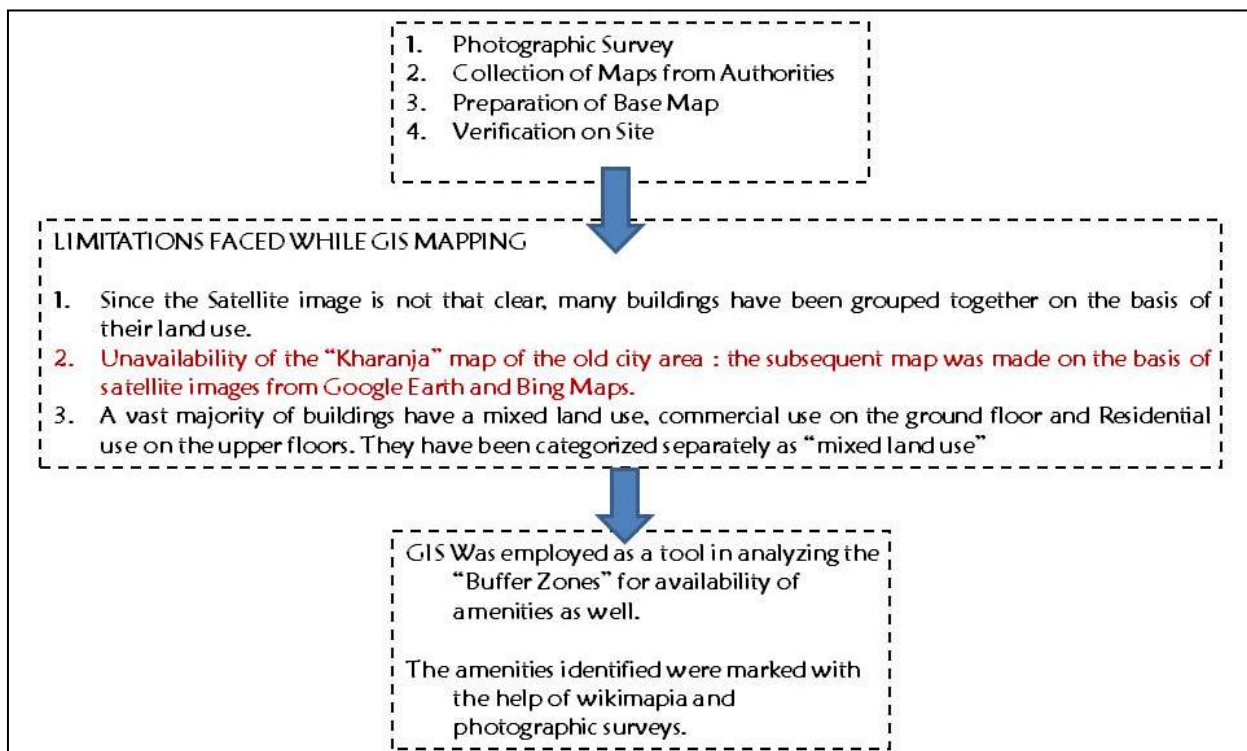 1. Photographic Survey
2. Collection of Maps from Authorities
3. Preparation of Base Map
4. Verification on Site
LIMITATIONS FACED WHILE GIS MAPPING
1. Since the Satellite image is not that clear, many buildings have been grouped together on the basis of
their land use.
2. Unavailability of the “Kharanja” map of the old city area : the subsequent map was made on the basis of
satellite images from Google Earth and Bing Maps.
3. A vast majority of buildings have a mixed land use, commercial use on the ground floor and Residential
use on the upper floors. They have been categorized separately as “mixed land use”
GIS Was employed as a tool in analyzing the
“Buffer Zones” for availability of
amenities as well.
The amenities identified were marked with
the help of wikimapia and
photographic surveys.